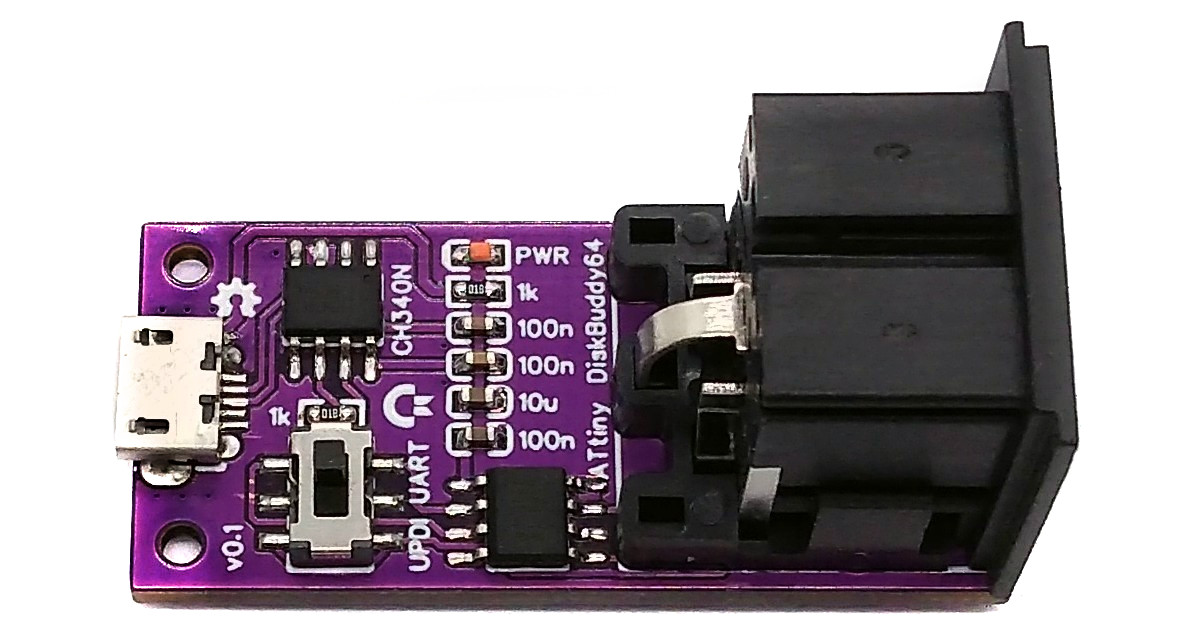 PWR
1k
100n
100n
10u
100n
CH340N
ATtiny DiskBuddy64
1k
UPDI UART
v0.1